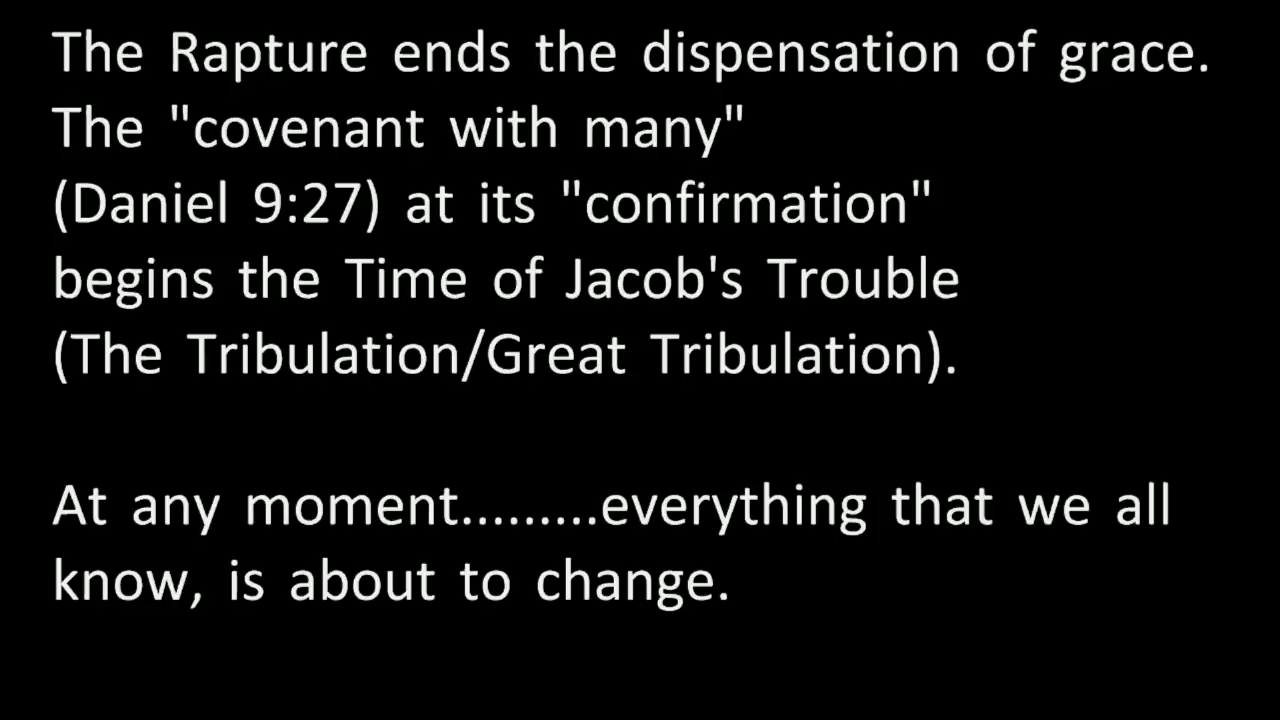 The Rapture ends the dispensation of grace.
The "covenant with many"
(Daniel 9:27) at its "confirmation"
begins the Time of Jacob's Trouble
(The Tribulation/Great Tribulation).
At any moment.........everything that we all
know, is about to change.